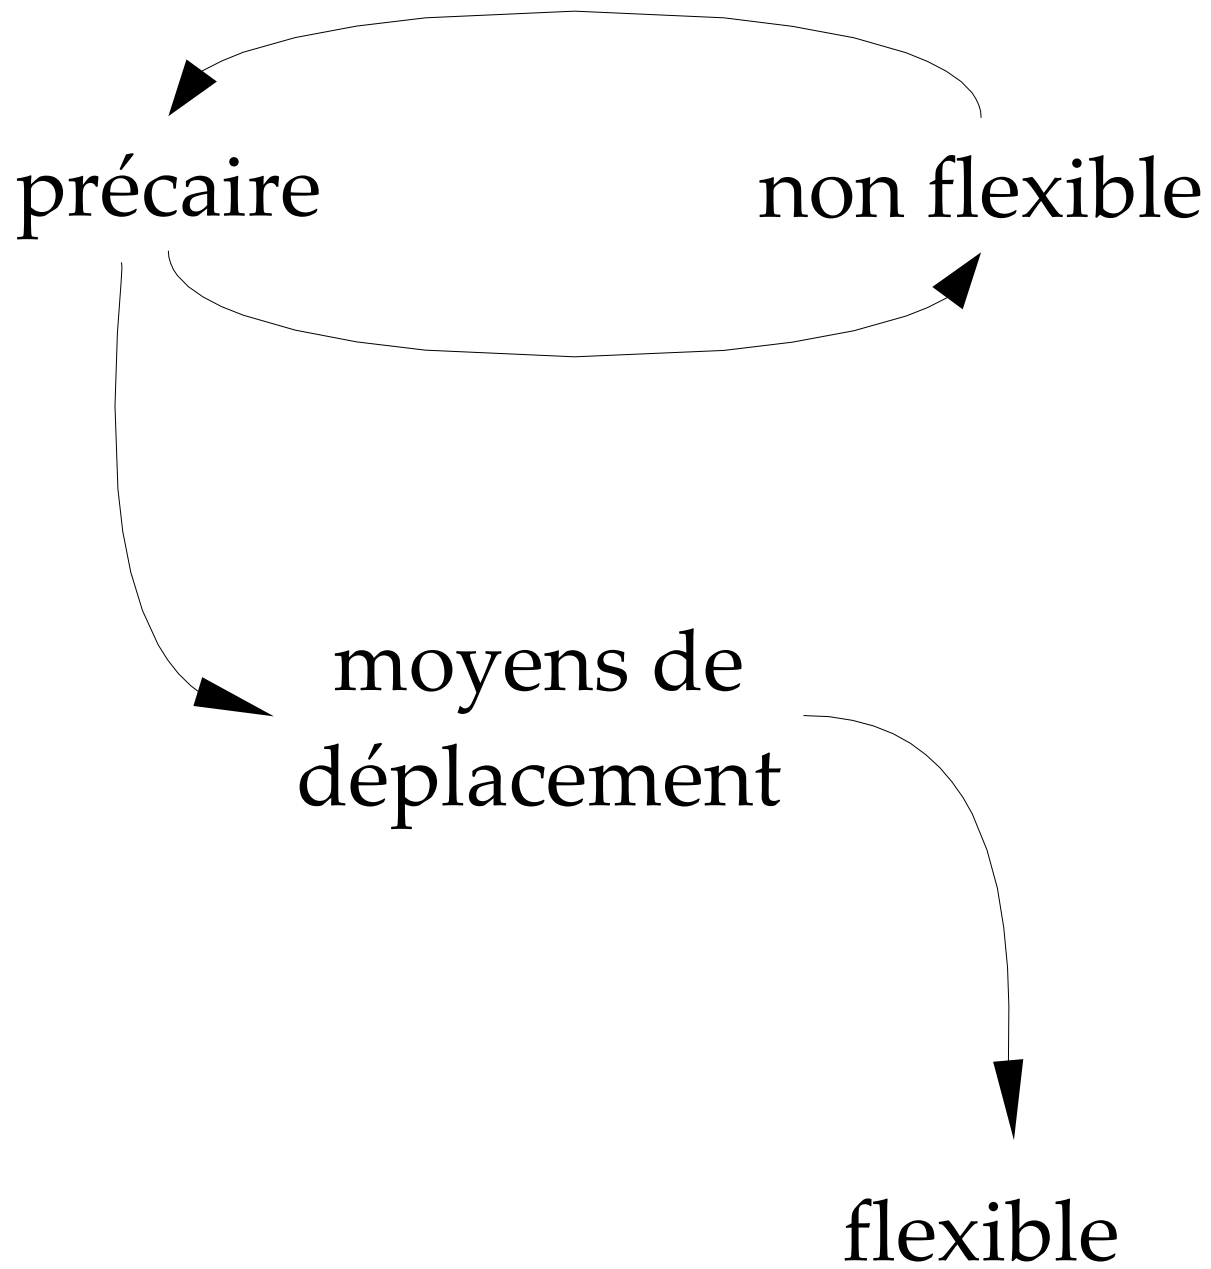 précaire
non flexible
moyens de
déplacement
flexible